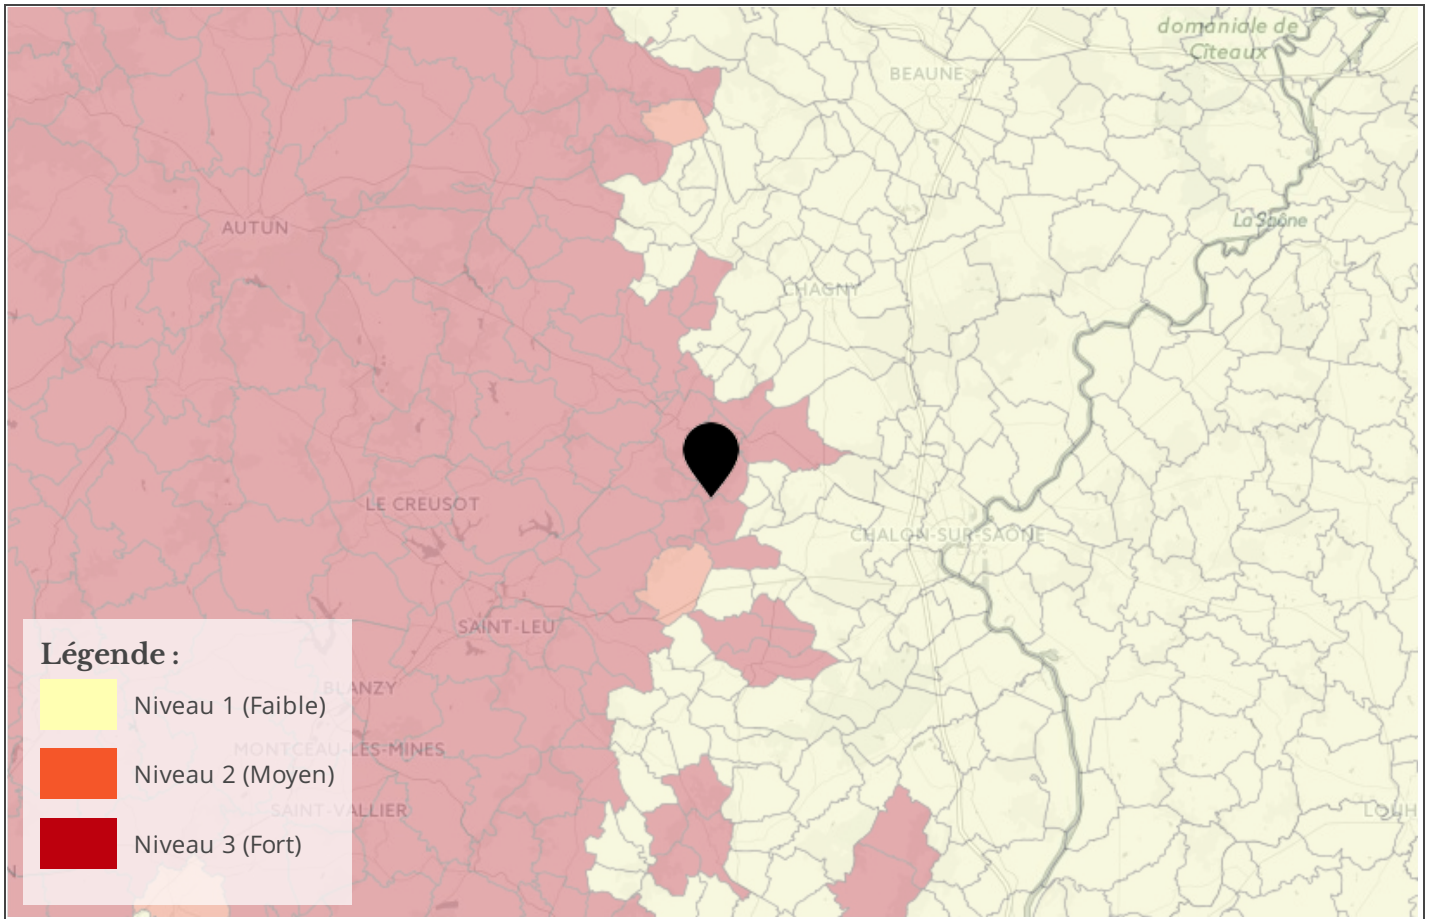 domaniale de
Cîteaux
BEAUNE
La Saône
AUTUN
CHAGNY
LE CREUSOT
CHALON-SUR-SAÔNE
SAINT-LEU
BLANZY
MONTCEAU-LES-MINES
SAINT-VALLIER
LOUH
Légende :
Niveau 1 (Faible)
Niveau 2 (Moyen)
Niveau 3 (Fort)